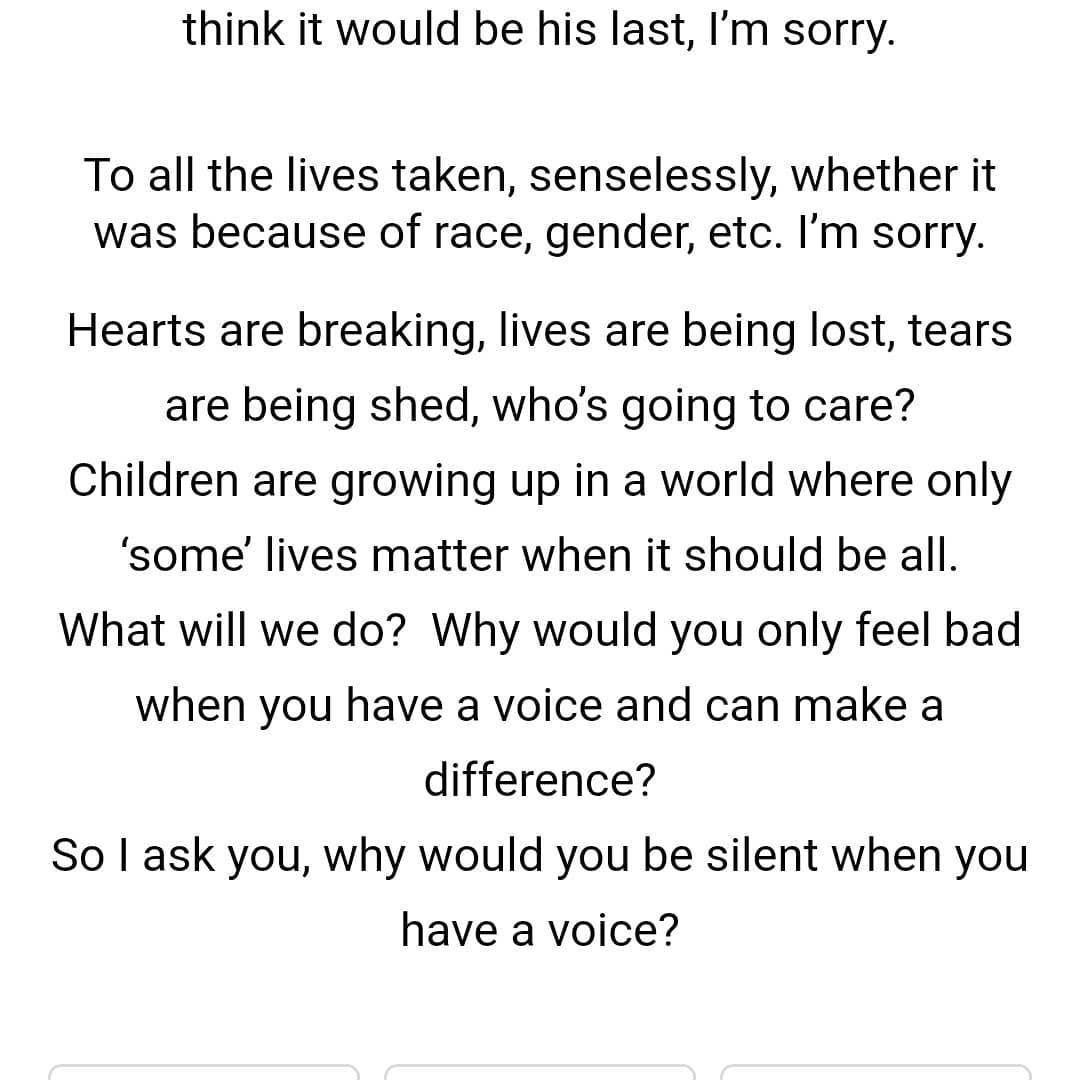 think it would be his last, I’m sorry.
To all the lives taken, senselessly, whether it
was because of race, gender, etc. I’m sorry.
Hearts are breaking, lives are being lost, tears
are being shed, who’s going to care?
Children are growing up in a world where only
‘some’ lives matter when it should be all.
What will we do?  Why would you only feel bad
when you have a voice and can make a
difference?
So I ask you, why would you be silent when you
have a voice?